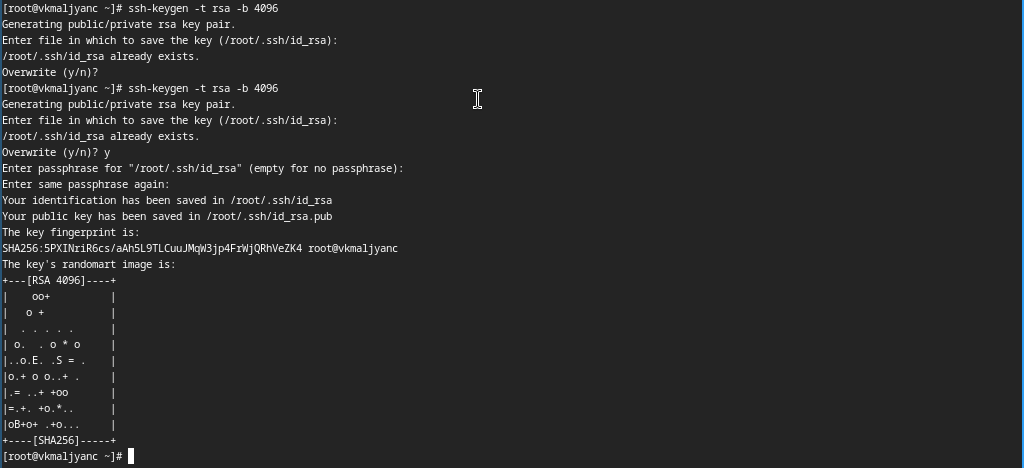 [root@vkmaljyanc ~]# ssh-keygen -t rsa -b 4096
Generating public/private rsa key pair.
Enter file in which to save the key (/root/.ssh/id_rsa):
/root/.ssh/id_rsa already exists.
Overwrite (y/n)?
[root@vkmaljyanc ~]# ssh-keygen -t rsa -b 4096
Generating public/private rsa key pair.
Enter file in which to save the key (/root/.ssh/id_rsa):
/root/.ssh/id_rsa already exists.
Overwrite (y/n)? y
Enter passphrase for "/root/.ssh/id_rsa" (empty for no passphrase):
Enter same passphrase again:
Your identification has been saved in /root/.ssh/id_rsa
Your public key has been saved in /root/.ssh/id_rsa.pub
The key fingerprint is:
SHA256:5PXINriR6cs/aAh5L9TLCuuJMqW3jp4FrWjQRhVeZK4 root@vkmaljyanc
The key's randomart image is:
+---[RSA 4096]----+
|    oo+          |
|   o +           |
|  . . . . .      |
| o.  . o * o     |
|..o.E. .S = .    |
|o.+ o o..+ .     |
|.= ..+ +oo       |
|=.+. +o.*..      |
|oB+o+ .+o...     |
+----[SHA256]-----+
[root@vkmaljyanc ~]#